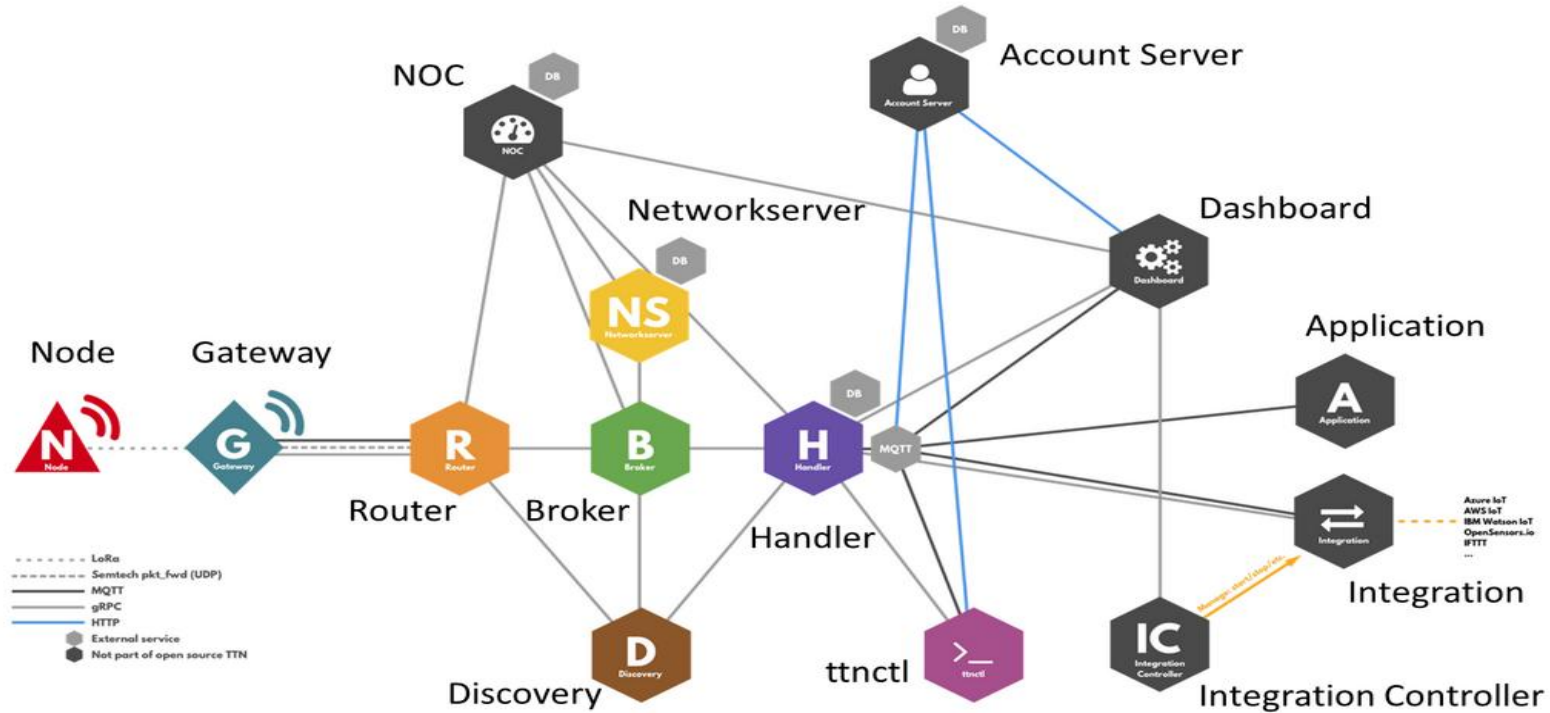 DB
Account Server
Account Server
NOC
DB
NOC
Networkserver
DB
NS
Networkserver
Dashboard
Dashboard
Application
A
Application
Node
Gateway
N
Node
G
Gateway
R
Router
B
Broker
DB
H
Handler
MQTT
Router
Broker
Handler
Integration
Azure IoT
AWS IoT
IBM Watson IoT
OpenSensors.io
IFTTT
...
Integration
Manage: start/stop/etc.
LoRa
Semtech pkt_fwd (UDP)
MQTT
gRPC
HTTP
External service
Not part of open source TTN
D
Discovery
Discovery
>_
ttnctl
ttnctl
IC
Integration
Controller
Integration Controller